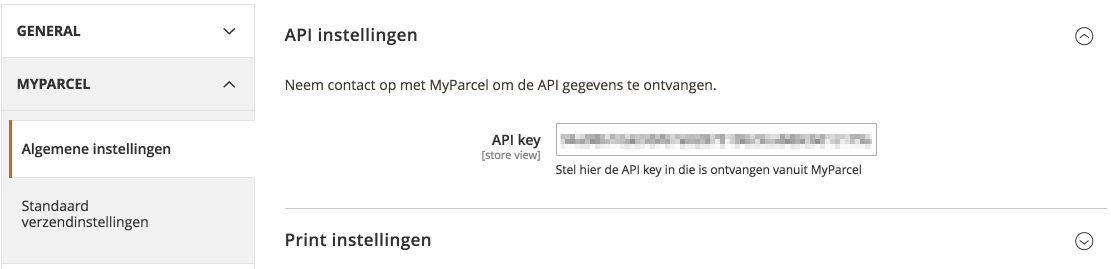 GENERAL
MYPARCEL
Algemene instellingen
Standaard
verzendinstellingen
API instellingen
Neem contact op met MyParcel om de API gegevens te ontvangen.
API key
[store view]
Stel hier de API key in die is ontvangen vanuit MyParcel
Print instellingen